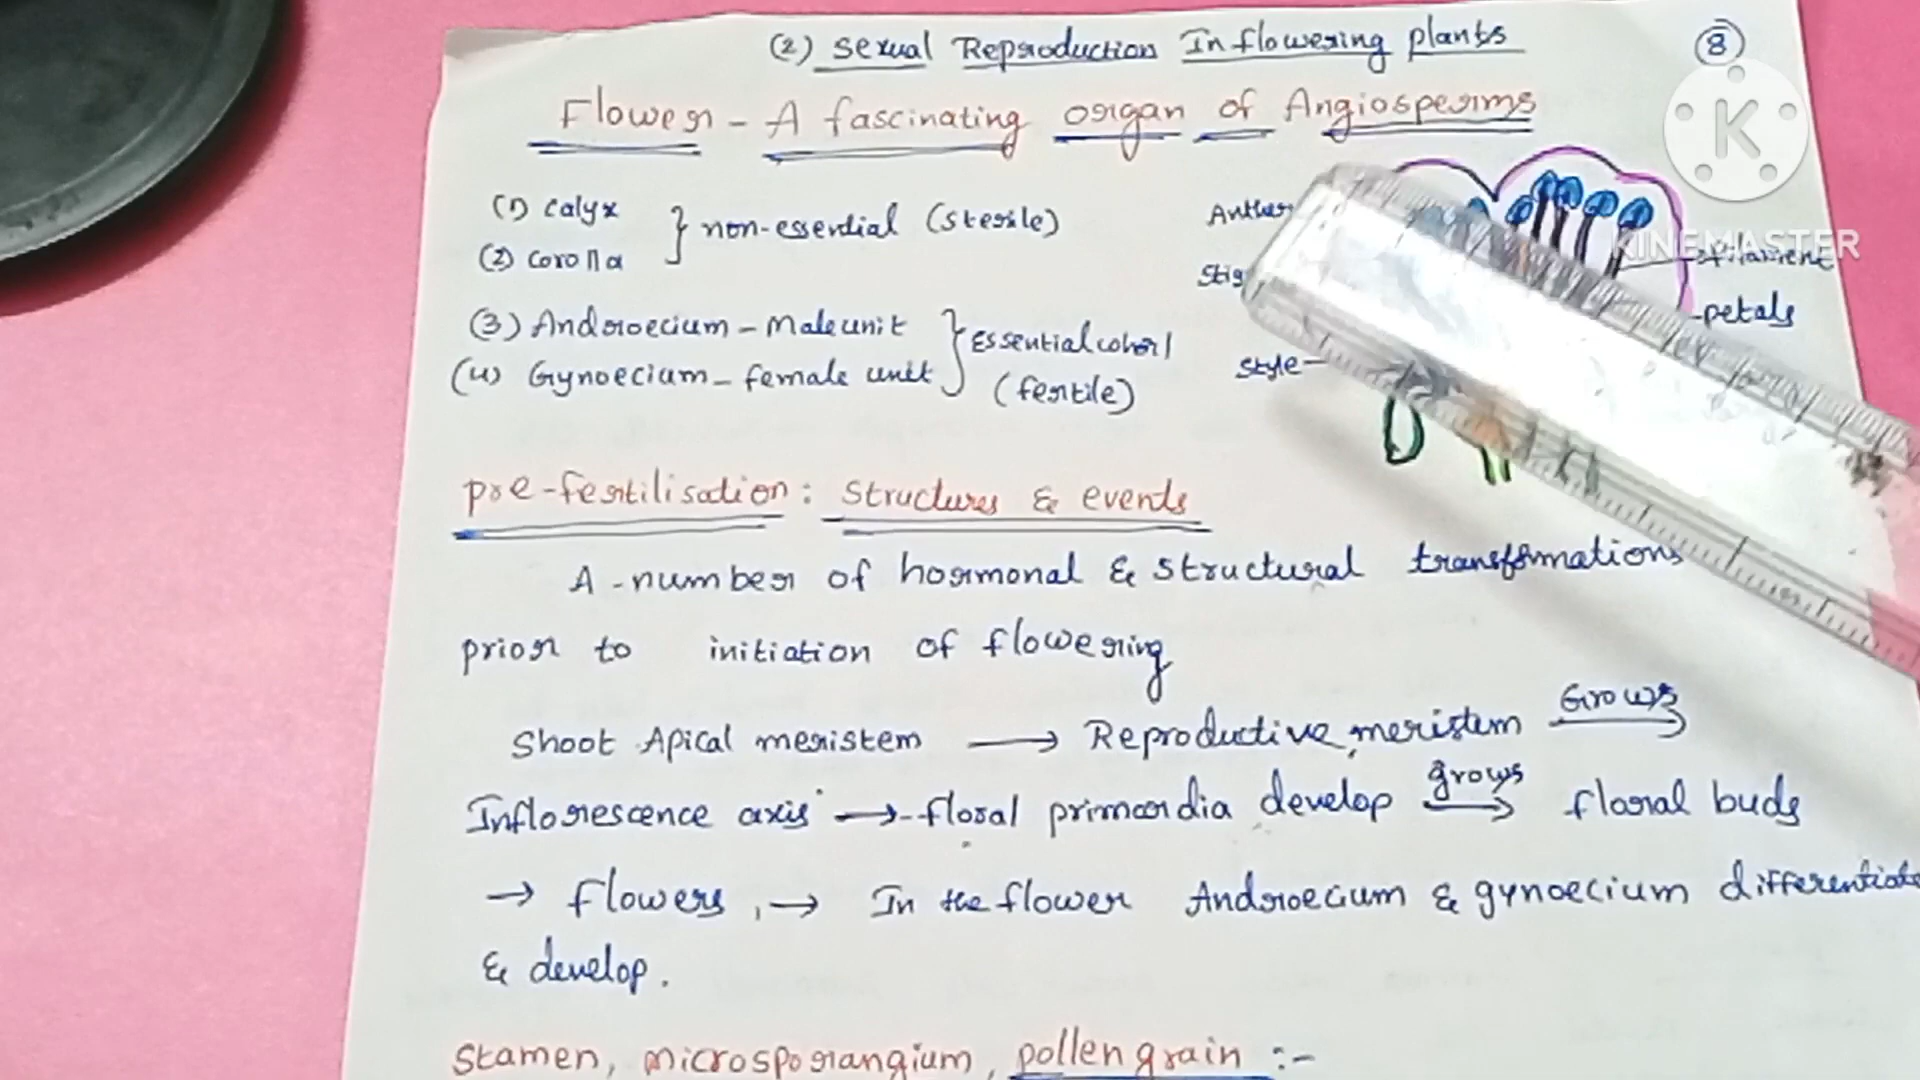 (2) Sexual Reproduction In flowering plants
8
Flower - A fascinating organ of Angiosperms
K
KINEMASTER
(1) Calyx
(2) Corolla
} non-essential (sterile)
(3) Androecium - Male unit
(4) Gynoecium - female unit
} Essential whorl
(fertile)
Anther
Stig
Style
filament
petals
pre-fertilisation: Structures & events
A number of hormonal & structural transformations
prior to initiation of flowering
Shoot Apical meristem → Reproductive meristem Grows →
Inflorescence axis → floral primordia develop grows → floral buds
→ Flowers, → In the flower Androecium & gynoecium differentiate
& develop.
Stamen, microsporangium, pollen grain :-